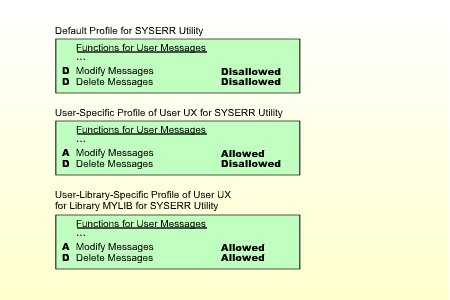 Default Profile for SYSERR Utility
Functions for User Messages
...
D Modify Messages Disallowed
D Delete Messages Disallowed
User-Specific Profile of User UX for SYSERR Utility
Functions for User Messages
...
A Modify Messages Allowed
D Delete Messages Disallowed
User-Library-Specific Profile of User UX
for Library MYLIB for SYSERR Utility
Functions for User Messages
...
A Modify Messages Allowed
D Delete Messages Allowed